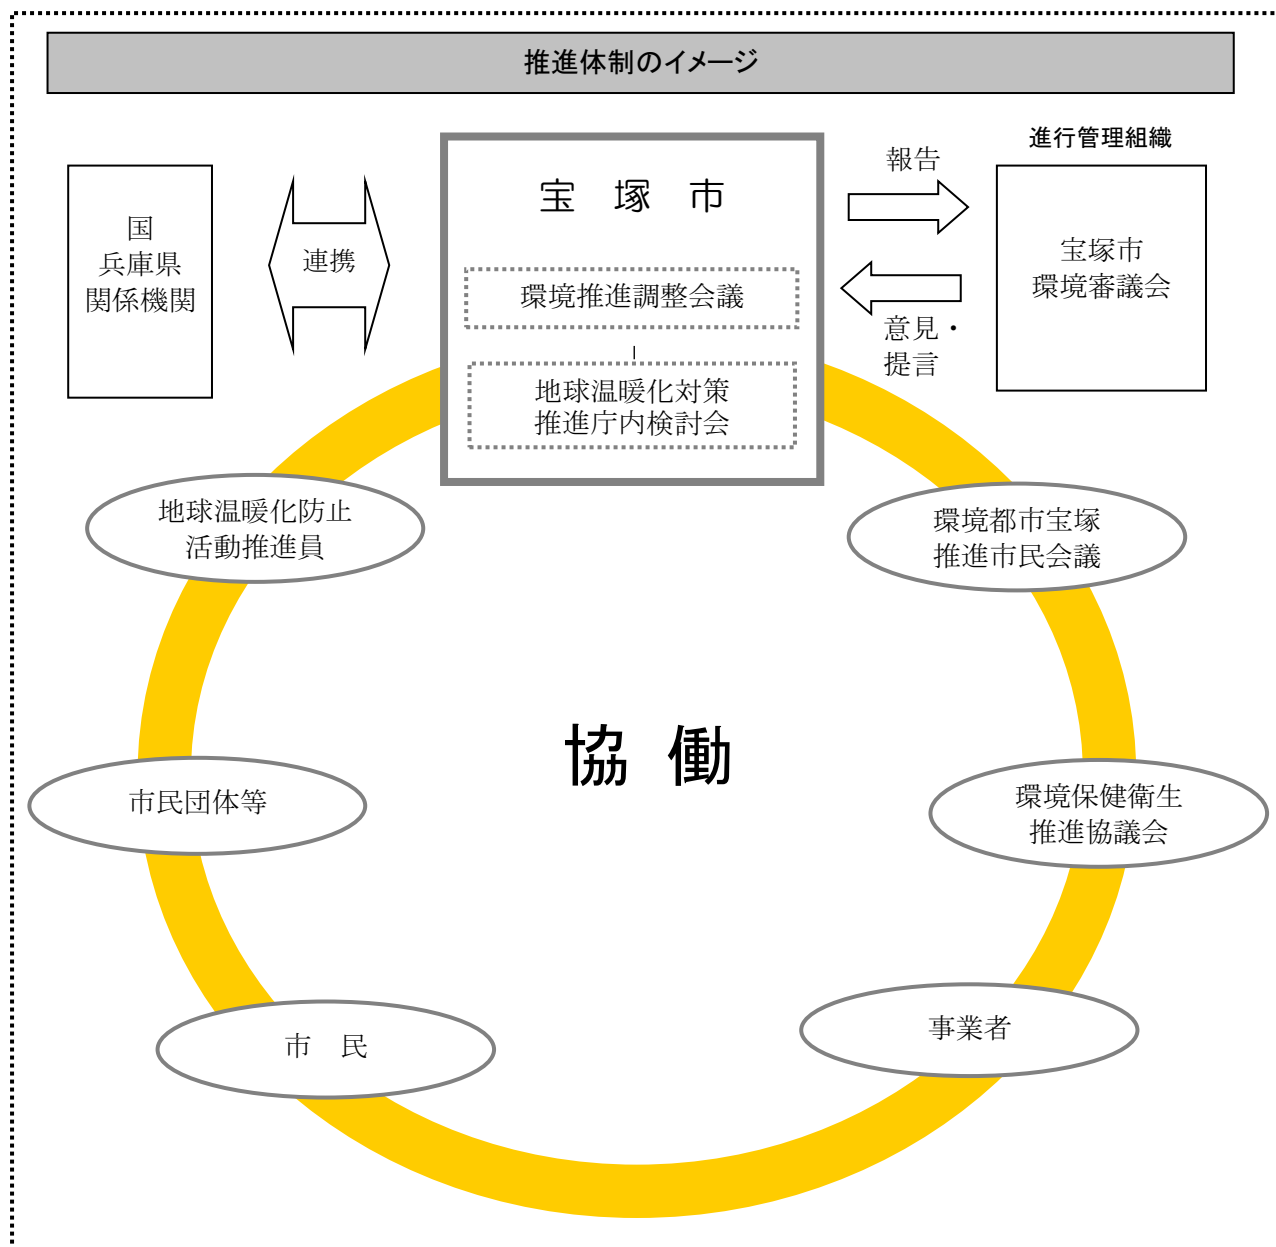 推進体制のイメージ
国
兵庫県
関係機関
連携
宝 塚 市
環境推進調整会議
地球温暖化対策
推進庁内検討会
報告
意見・
提言
進行管理組織
宝塚市
環境審議会
地球温暖化防止
活動推進員
環境都市宝塚
推進市民会議
協 働
市民団体等
環境保健衛生
推進協議会
市 民
事業者